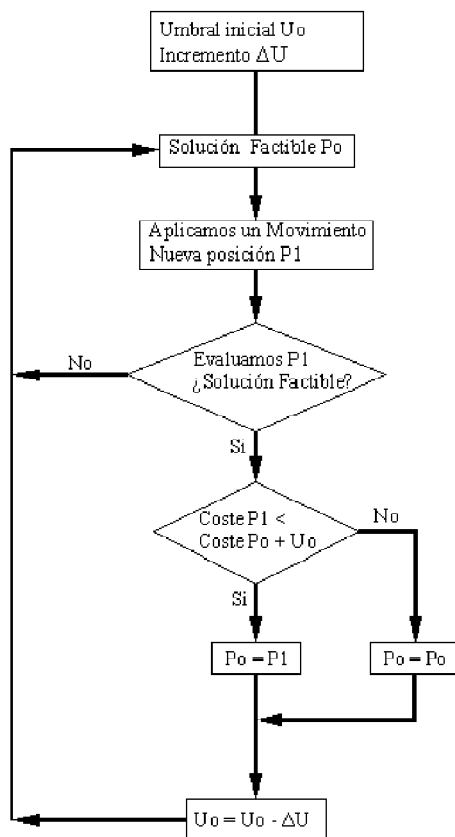 Umbral inicial Uo
Incremento ΔU
Solución Factible Po
Aplicamos un Movimiento
Nueva posición P1
No
Evaluamos P1
¿Solución Factible?
Si
Coste P1 <
Coste Po + Uo
No
Si
Po = P1
Po = Po
Uo = Uo - ΔU